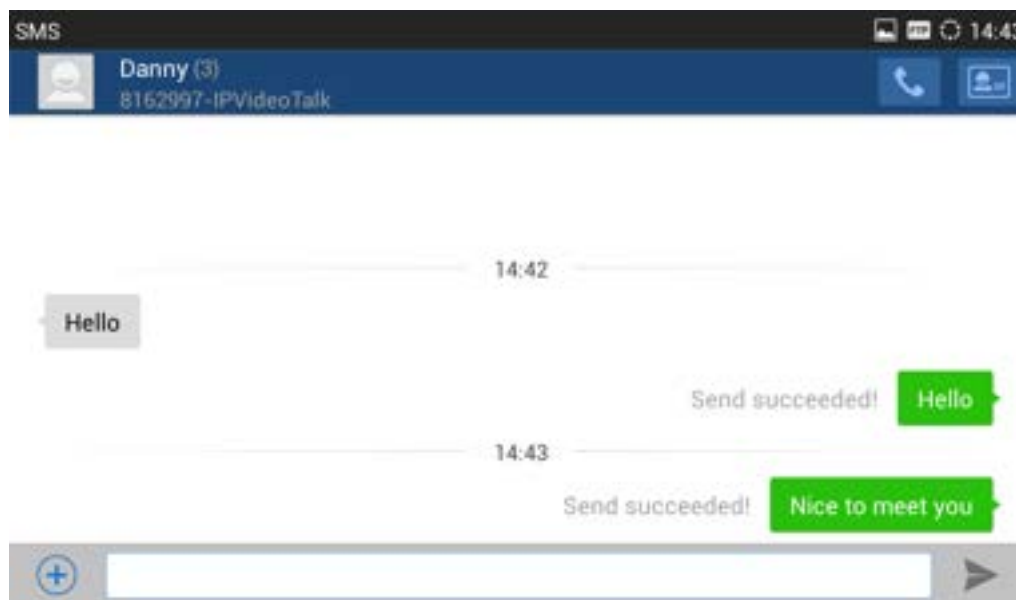 SMS
FTP 14:43
Danny (3)
8162997-IPVideoTalk
14:42
Hello
Send succeeded! Hello
14:43
Send succeeded! Nice to meet you